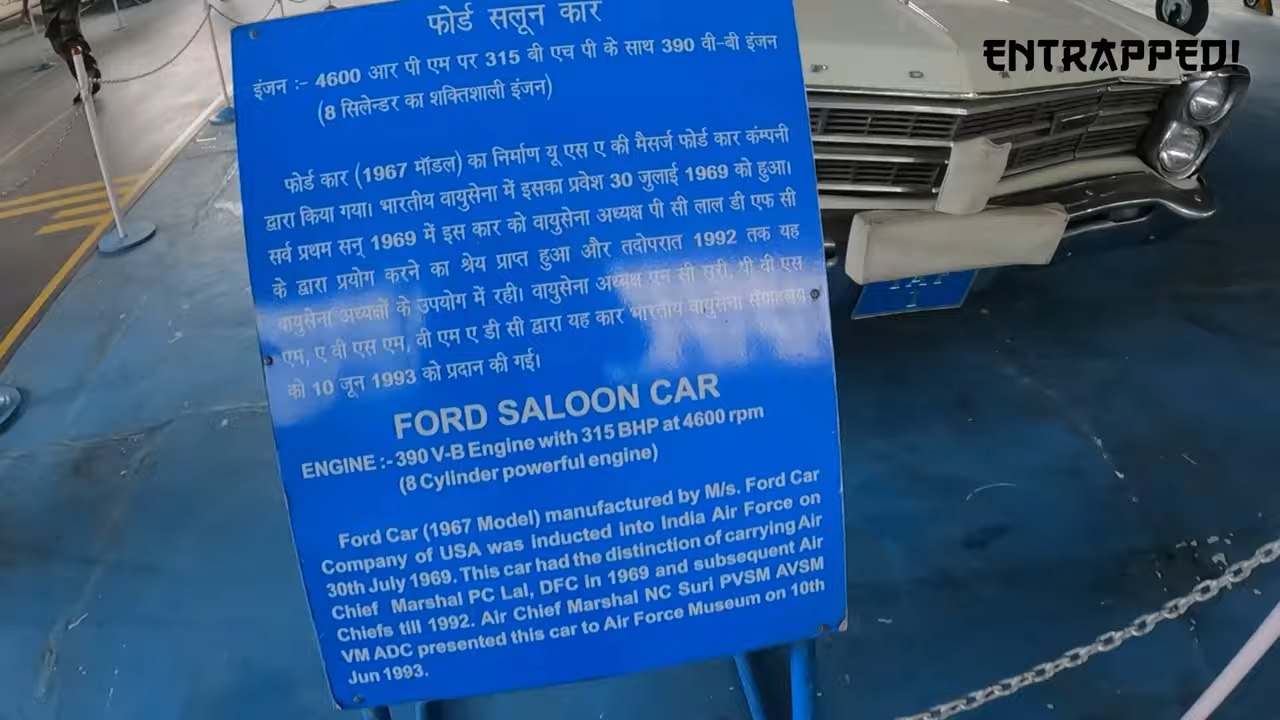 फोर्ड सलून कार
ENTRAPPED!
इंजन :- 4600 आर पी एम पर 315 बी एच पी के साथ 390 वी-बी इंजन
(8 सिलेन्डर का शक्तिशाली इंजन)
फोर्ड कार (1967 मॉडल) का निर्माण यू एस ए की मैसर्ज फोर्ड कार कंम्पनी
द्वारा किया गया। भारतीय वायुसेना में इसका प्रवेश 30 जुलाई 1969 को हुआ।
सर्व प्रथम सन् 1969 में इस कार को वायुसेना अध्यक्ष पी सी लाल डी एफ सी
के द्वारा प्रयोग करने का श्रेय प्राप्त हुआ और तदोपरात 1992 तक यह
वायुसेना अध्यक्षों के उपयोग में रही। वायुसेना अध्यक्ष एन सी सूरी, पी वी एस
एम, ए वी एस एम, वी एम ए डी सी द्वारा यह कार भारतीय वायुसेना संग्रहालय
को 10 जून 1993 को प्रदान की गई।
FORD SALOON CAR
ENGINE :- 390 V-B Engine with 315 BHP at 4600 rpm
(8 Cylinder powerful engine)
Ford Car (1967 Model) manufactured by M/s. Ford Car
Company of USA was inducted into India Air Force on
30th July 1969. This car had the distinction of carrying Air
Chief Marshal PC Lal, DFC in 1969 and subsequent Air
Chiefs till 1992. Air Chief Marshal NC Suri PVSM AVSM
VM ADC presented this car to Air Force Museum on 10th
Jun 1993.